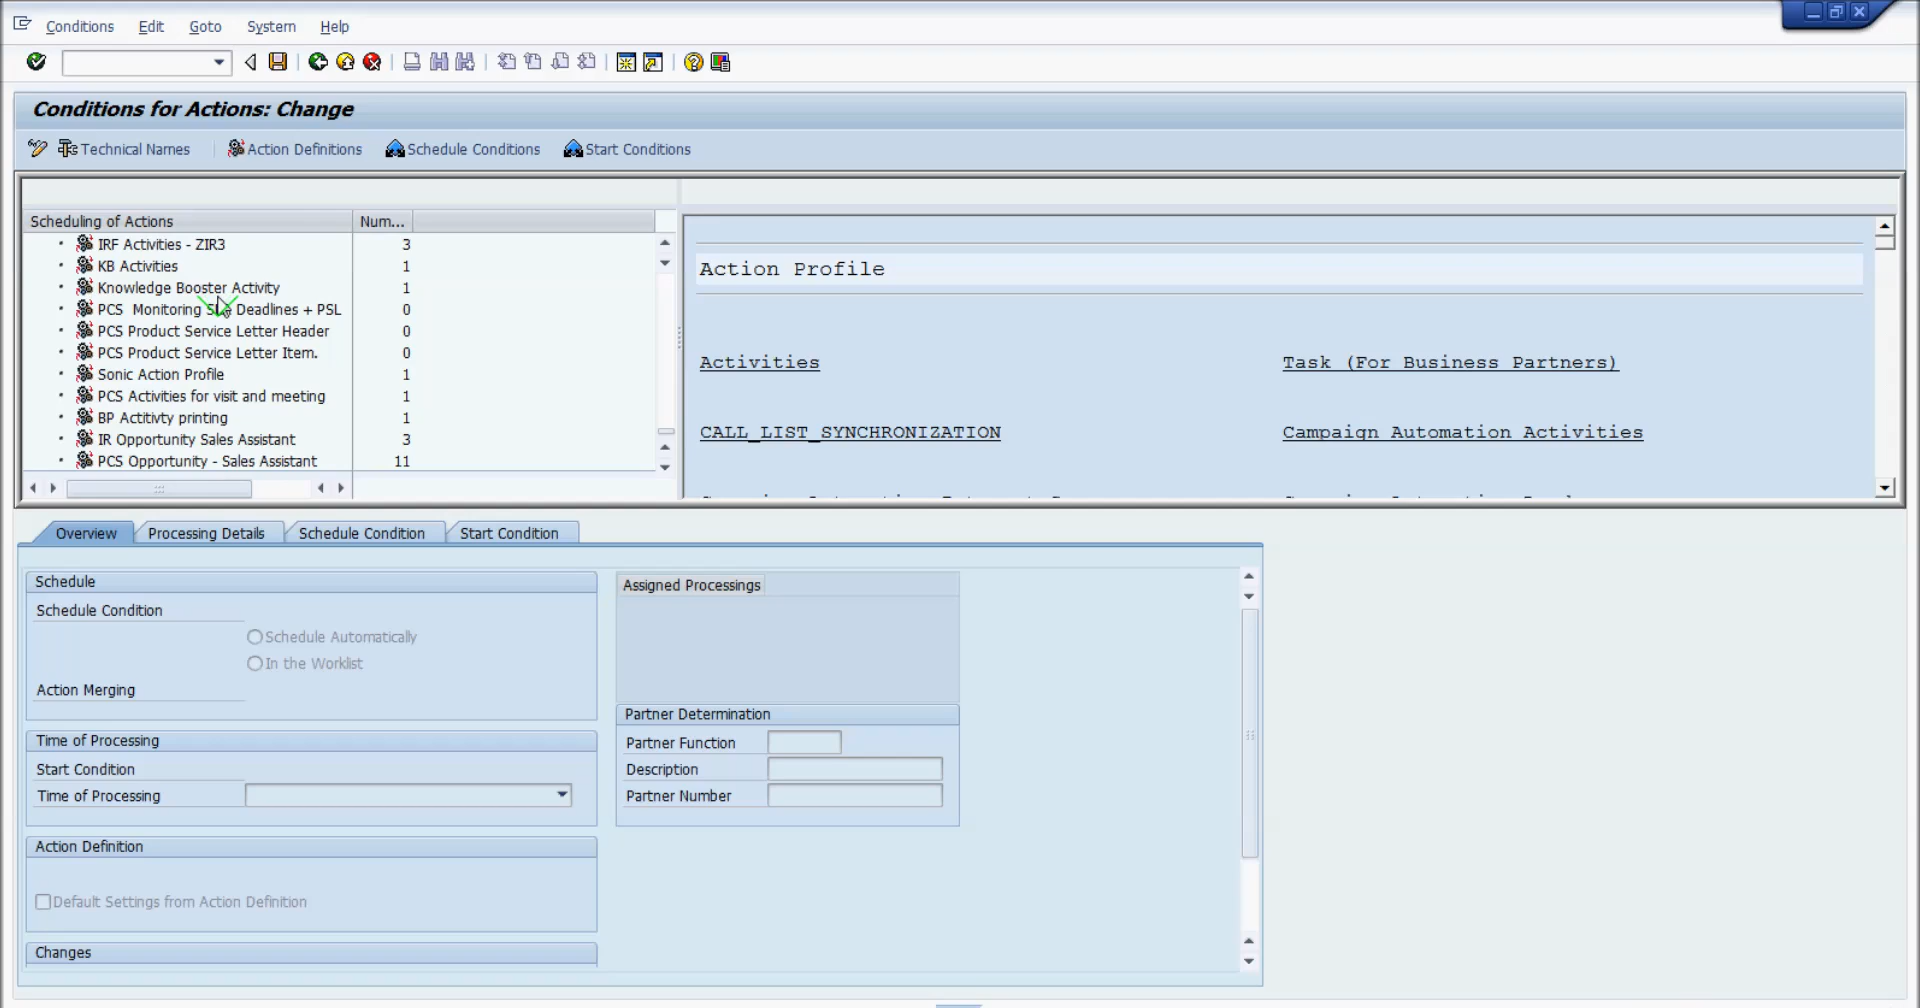 Conditions Edit Goto System Help
Conditions for Actions: Change
Technical Names Action Definitions Schedule Conditions Start Conditions
Scheduling of Actions Num...
IRF Activities - ZIR3 3
KB Activities 1
Knowledge Booster Activity 1
PCS Monitoring Deadlines + PSL 0
PCS Product Service Letter Header 0
PCS Product Service Letter Item. 0
Sonic Action Profile 1
PCS Activities for visit and meeting 1
BP Actitivty printing 1
IR Opportunity Sales Assistant 3
PCS Opportunity - Sales Assistant 11
Action Profile
Activities Task (For Business Partners)
CALL_LIST_SYNCHRONIZATION Campaign Automation Activities
Overview Processing Details Schedule Condition Start Condition
Schedule
Schedule Condition
Schedule Automatically
In the Worklist
Action Merging
Time of Processing
Start Condition
Time of Processing
Action Definition
Default Settings from Action Definition
Changes
Assigned Processings
Partner Determination
Partner Function
Description
Partner Number